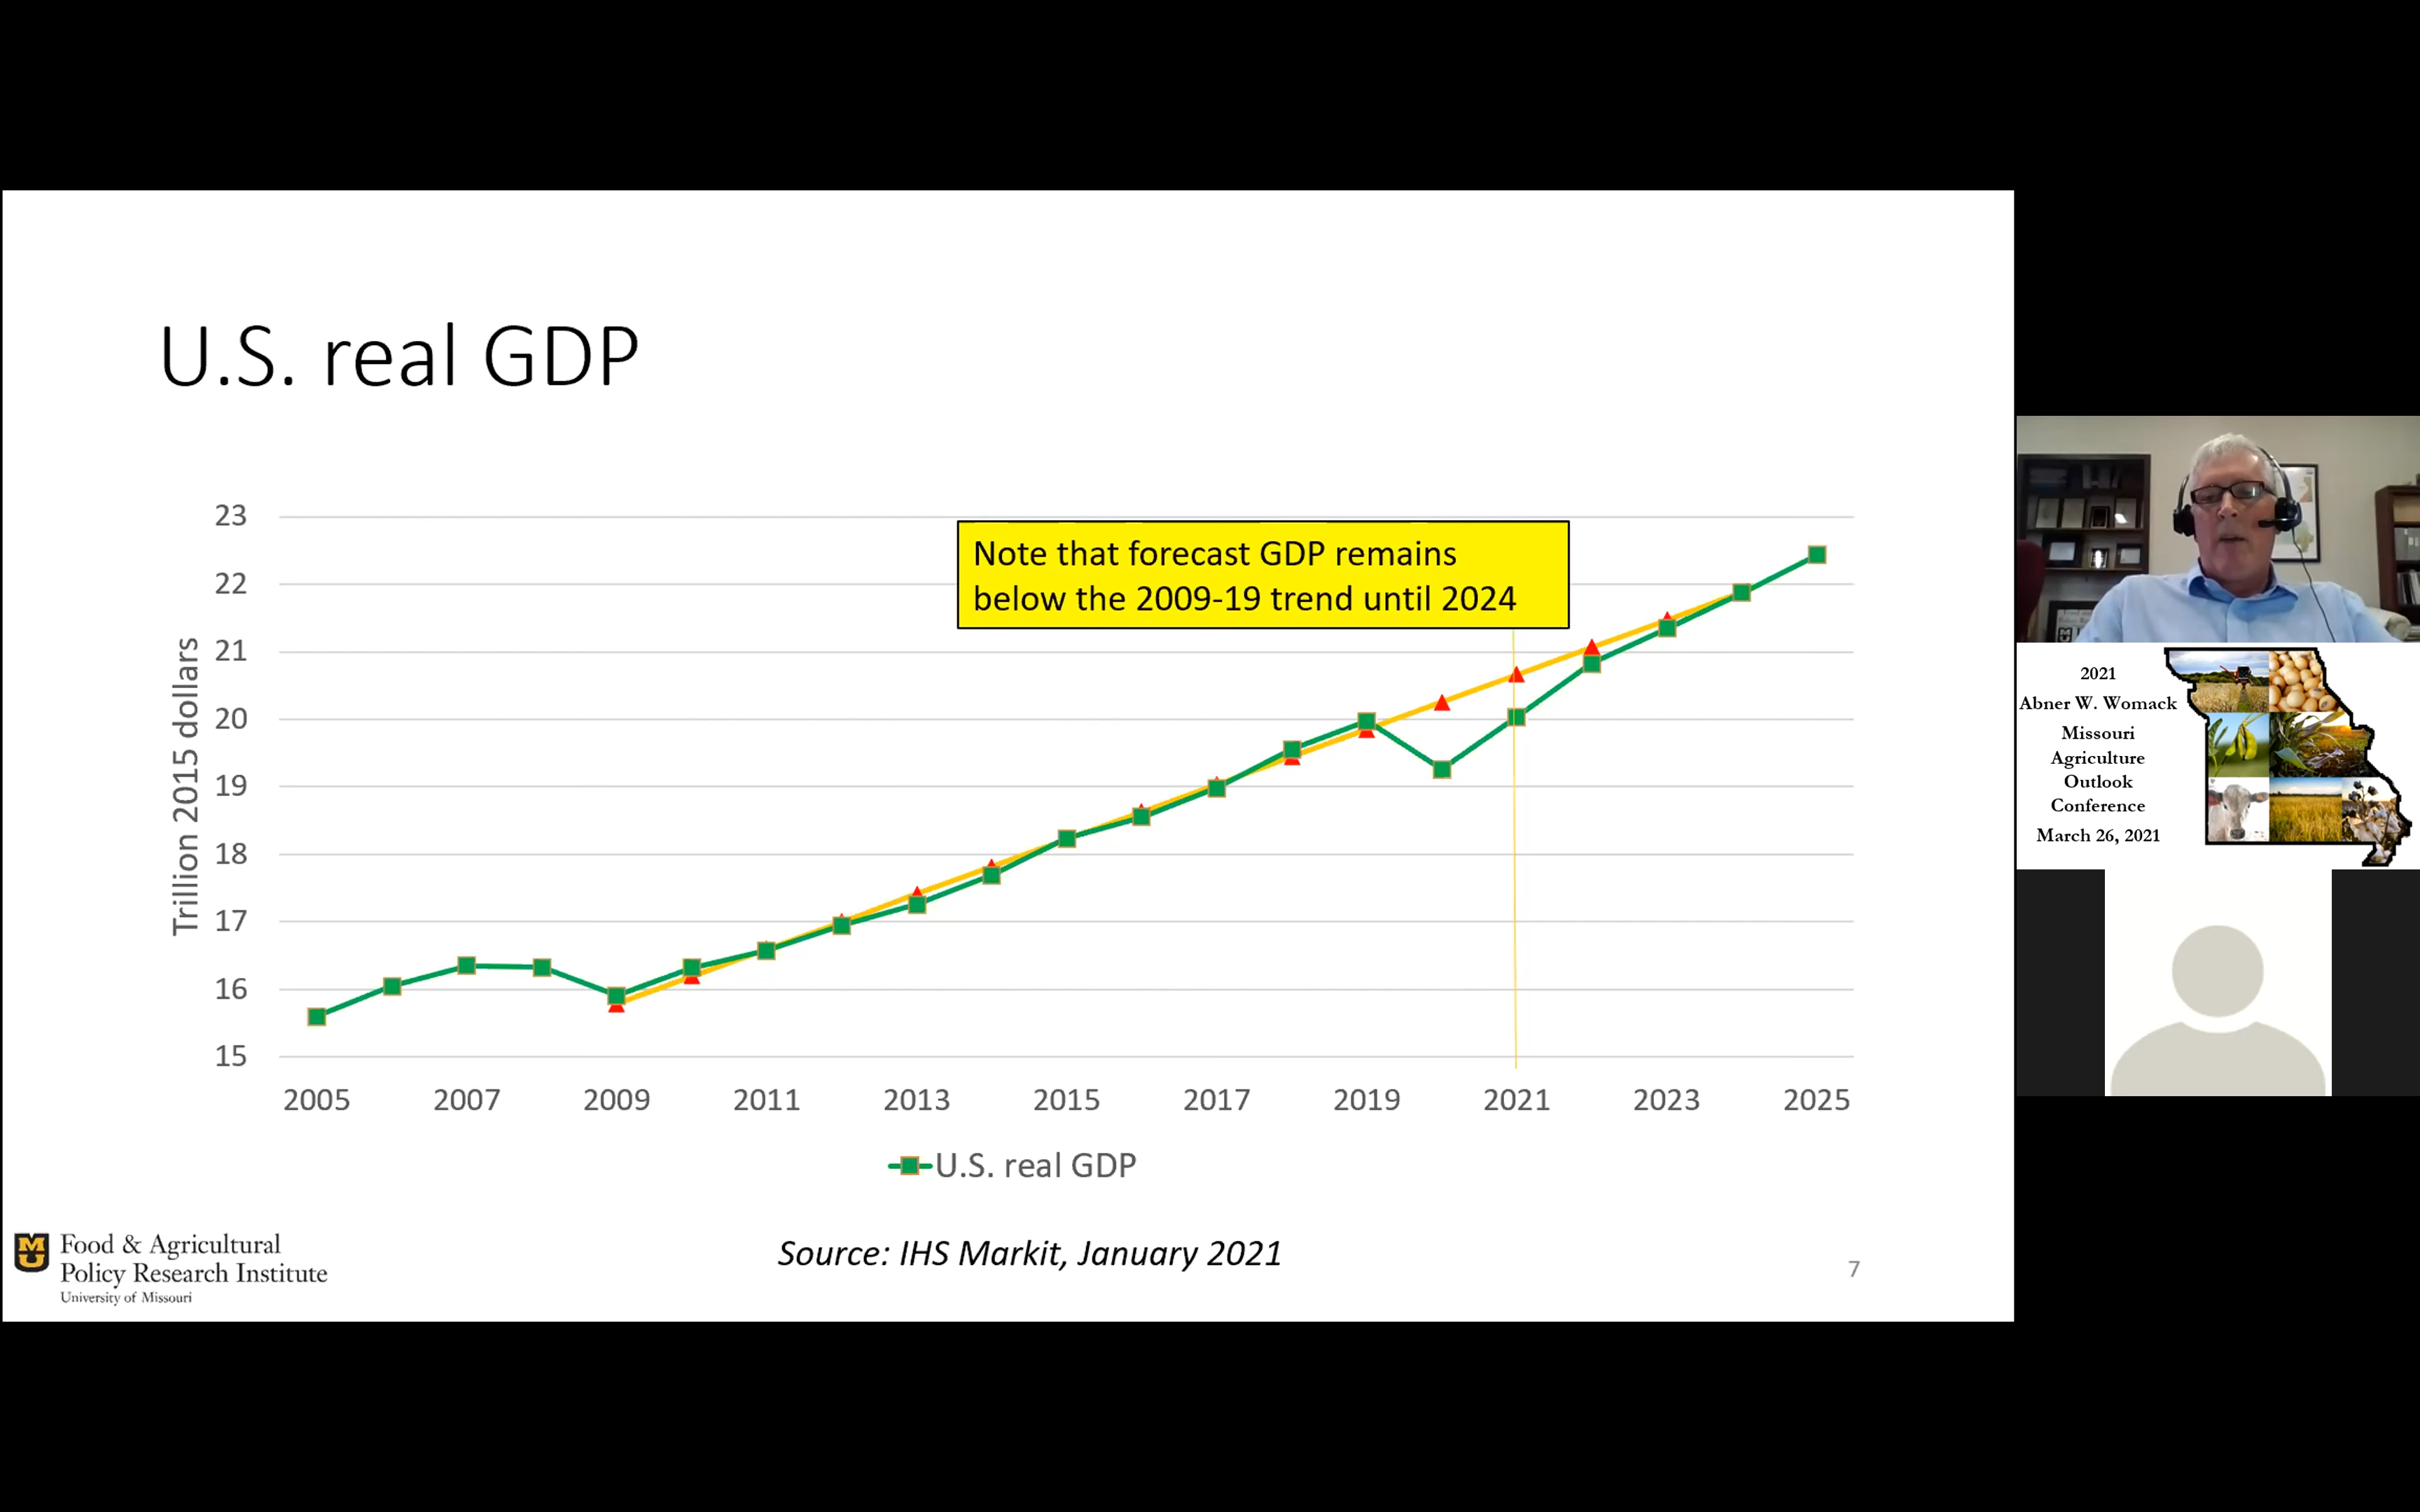 U.S. real GDP
Note that forecast GDP remains
below the 2009-19 trend until 2024
Trillion 2015 dollars
23
22
21
20
19
18
17
16
15
2005 2007 2009 2011 2013 2015 2017 2019 2021 2023 2025
U.S. real GDP
Source: IHS Markit, January 2021
Food & Agricultural
Policy Research Institute
University of Missouri
7
2021
Abner W. Womack
Missouri
Agriculture
Outlook
Conference
March 26, 2021